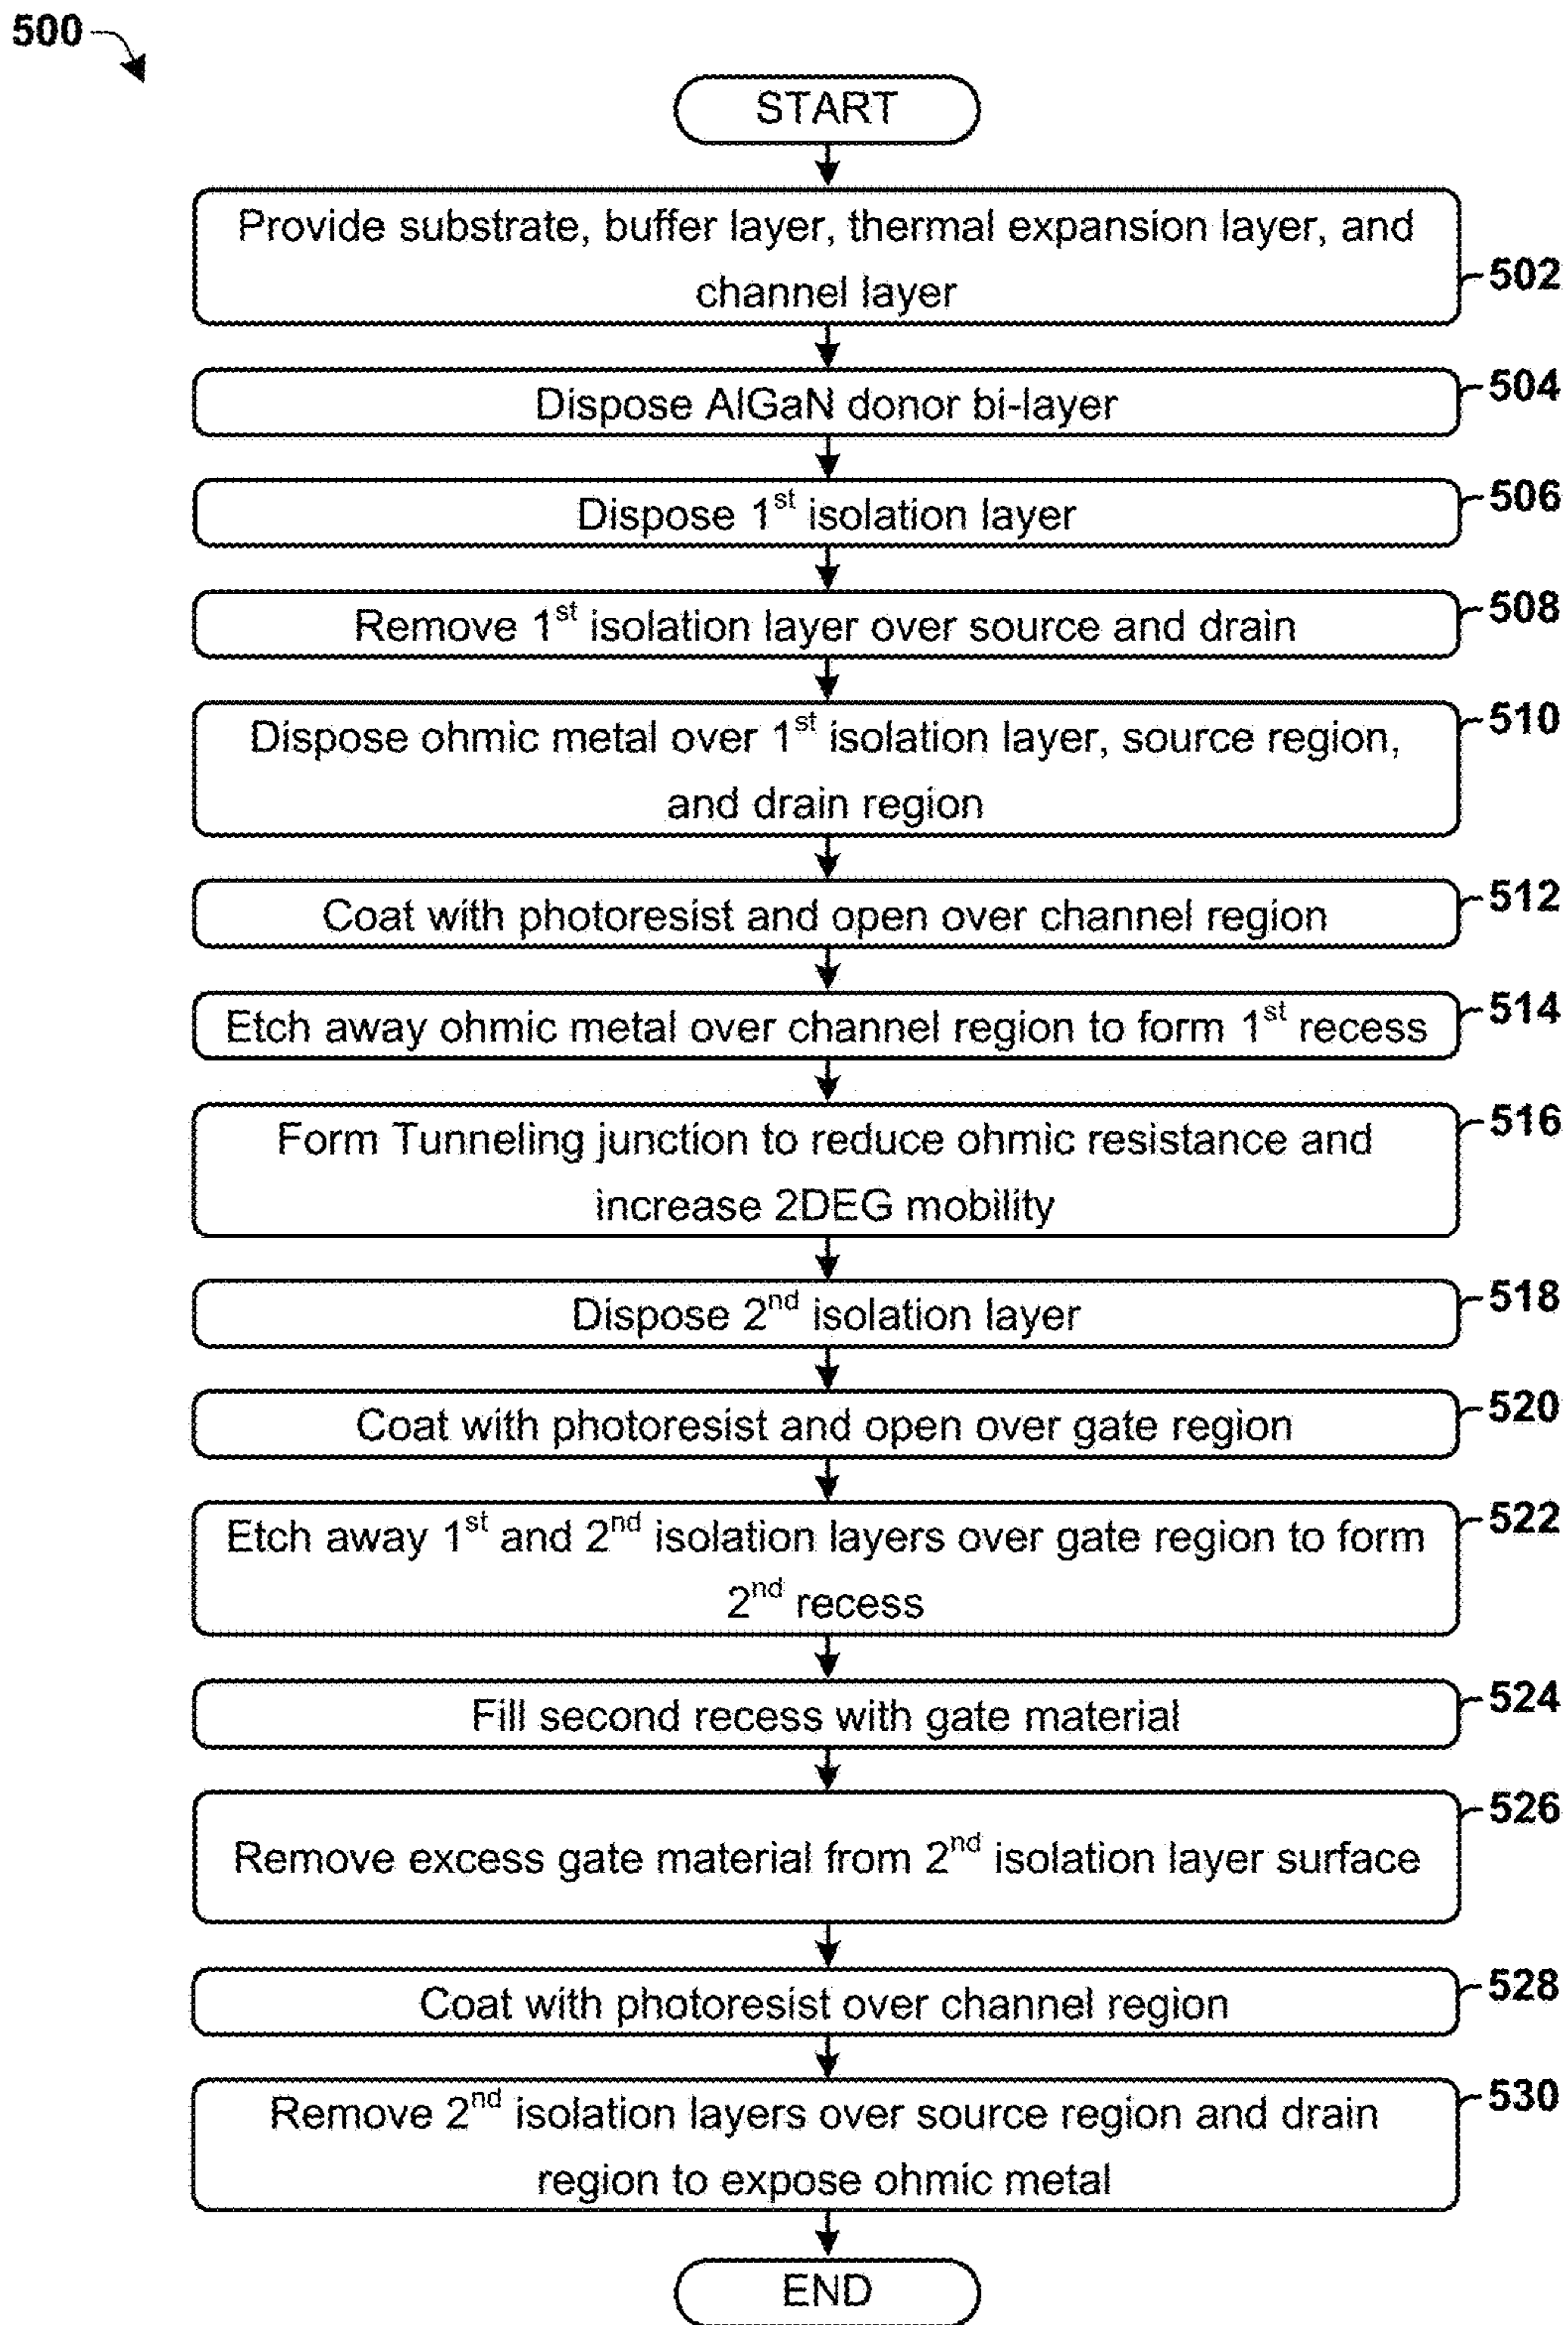 500
START
Provide substrate, buffer layer, thermal expansion layer, and
channel layer
502
Dispose AlGaN donor bi-layer
504
Dispose 1st isolation layer
506
Remove 1st isolation layer over source and drain
508
Dispose ohmic metal over 1st isolation layer, source region,
and drain region
510
Coat with photoresist and open over channel region
512
Etch away ohmic metal over channel region to form 1st recess
514
Form Tunneling junction to reduce ohmic resistance and
increase 2DEG mobility
516
Dispose 2nd isolation layer
518
Coat with photoresist and open over gate region
520
Etch away 1st and 2nd isolation layers over gate region to form
2nd recess
522
Fill second recess with gate material
524
Remove excess gate material from 2nd isolation layer surface
526
Coat with photoresist over channel region
528
Remove 2nd isolation layers over source region and drain
region to expose ohmic metal
530
END